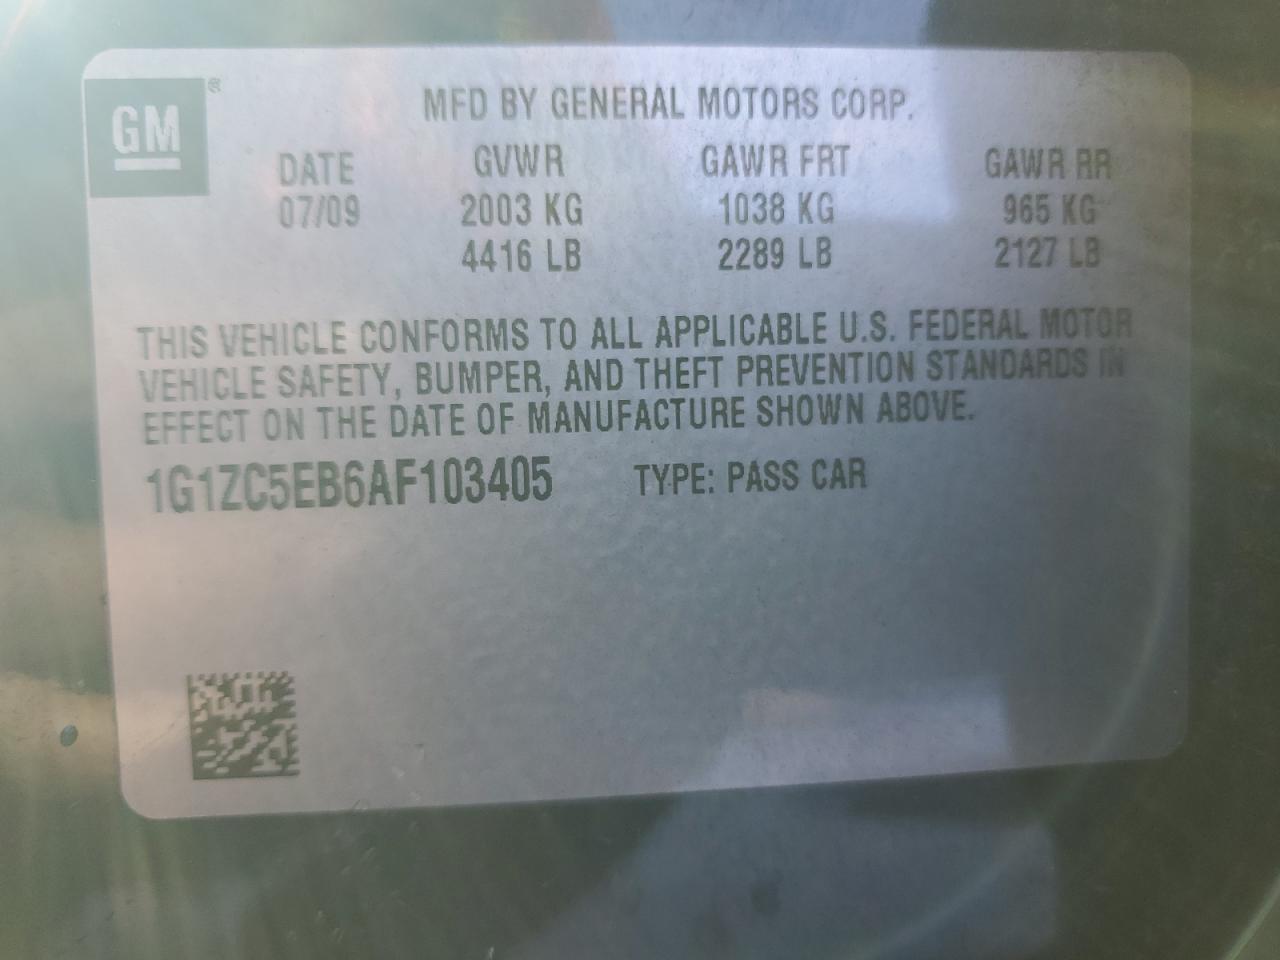 GM®
MFD BY GENERAL MOTORS CORP.
DATE GVWR GAWR FRT GAWR RR
07/09 2003 KG 1038 KG 965 KG
4416 LB 2289 LB 2127 LB
THIS VEHICLE CONFORMS TO ALL APPLICABLE U.S. FEDERAL MOTOR
VEHICLE SAFETY, BUMPER, AND THEFT PREVENTION STANDARDS IN
EFFECT ON THE DATE OF MANUFACTURE SHOWN ABOVE.
1G1ZC5EB6AF103405 TYPE: PASS CAR